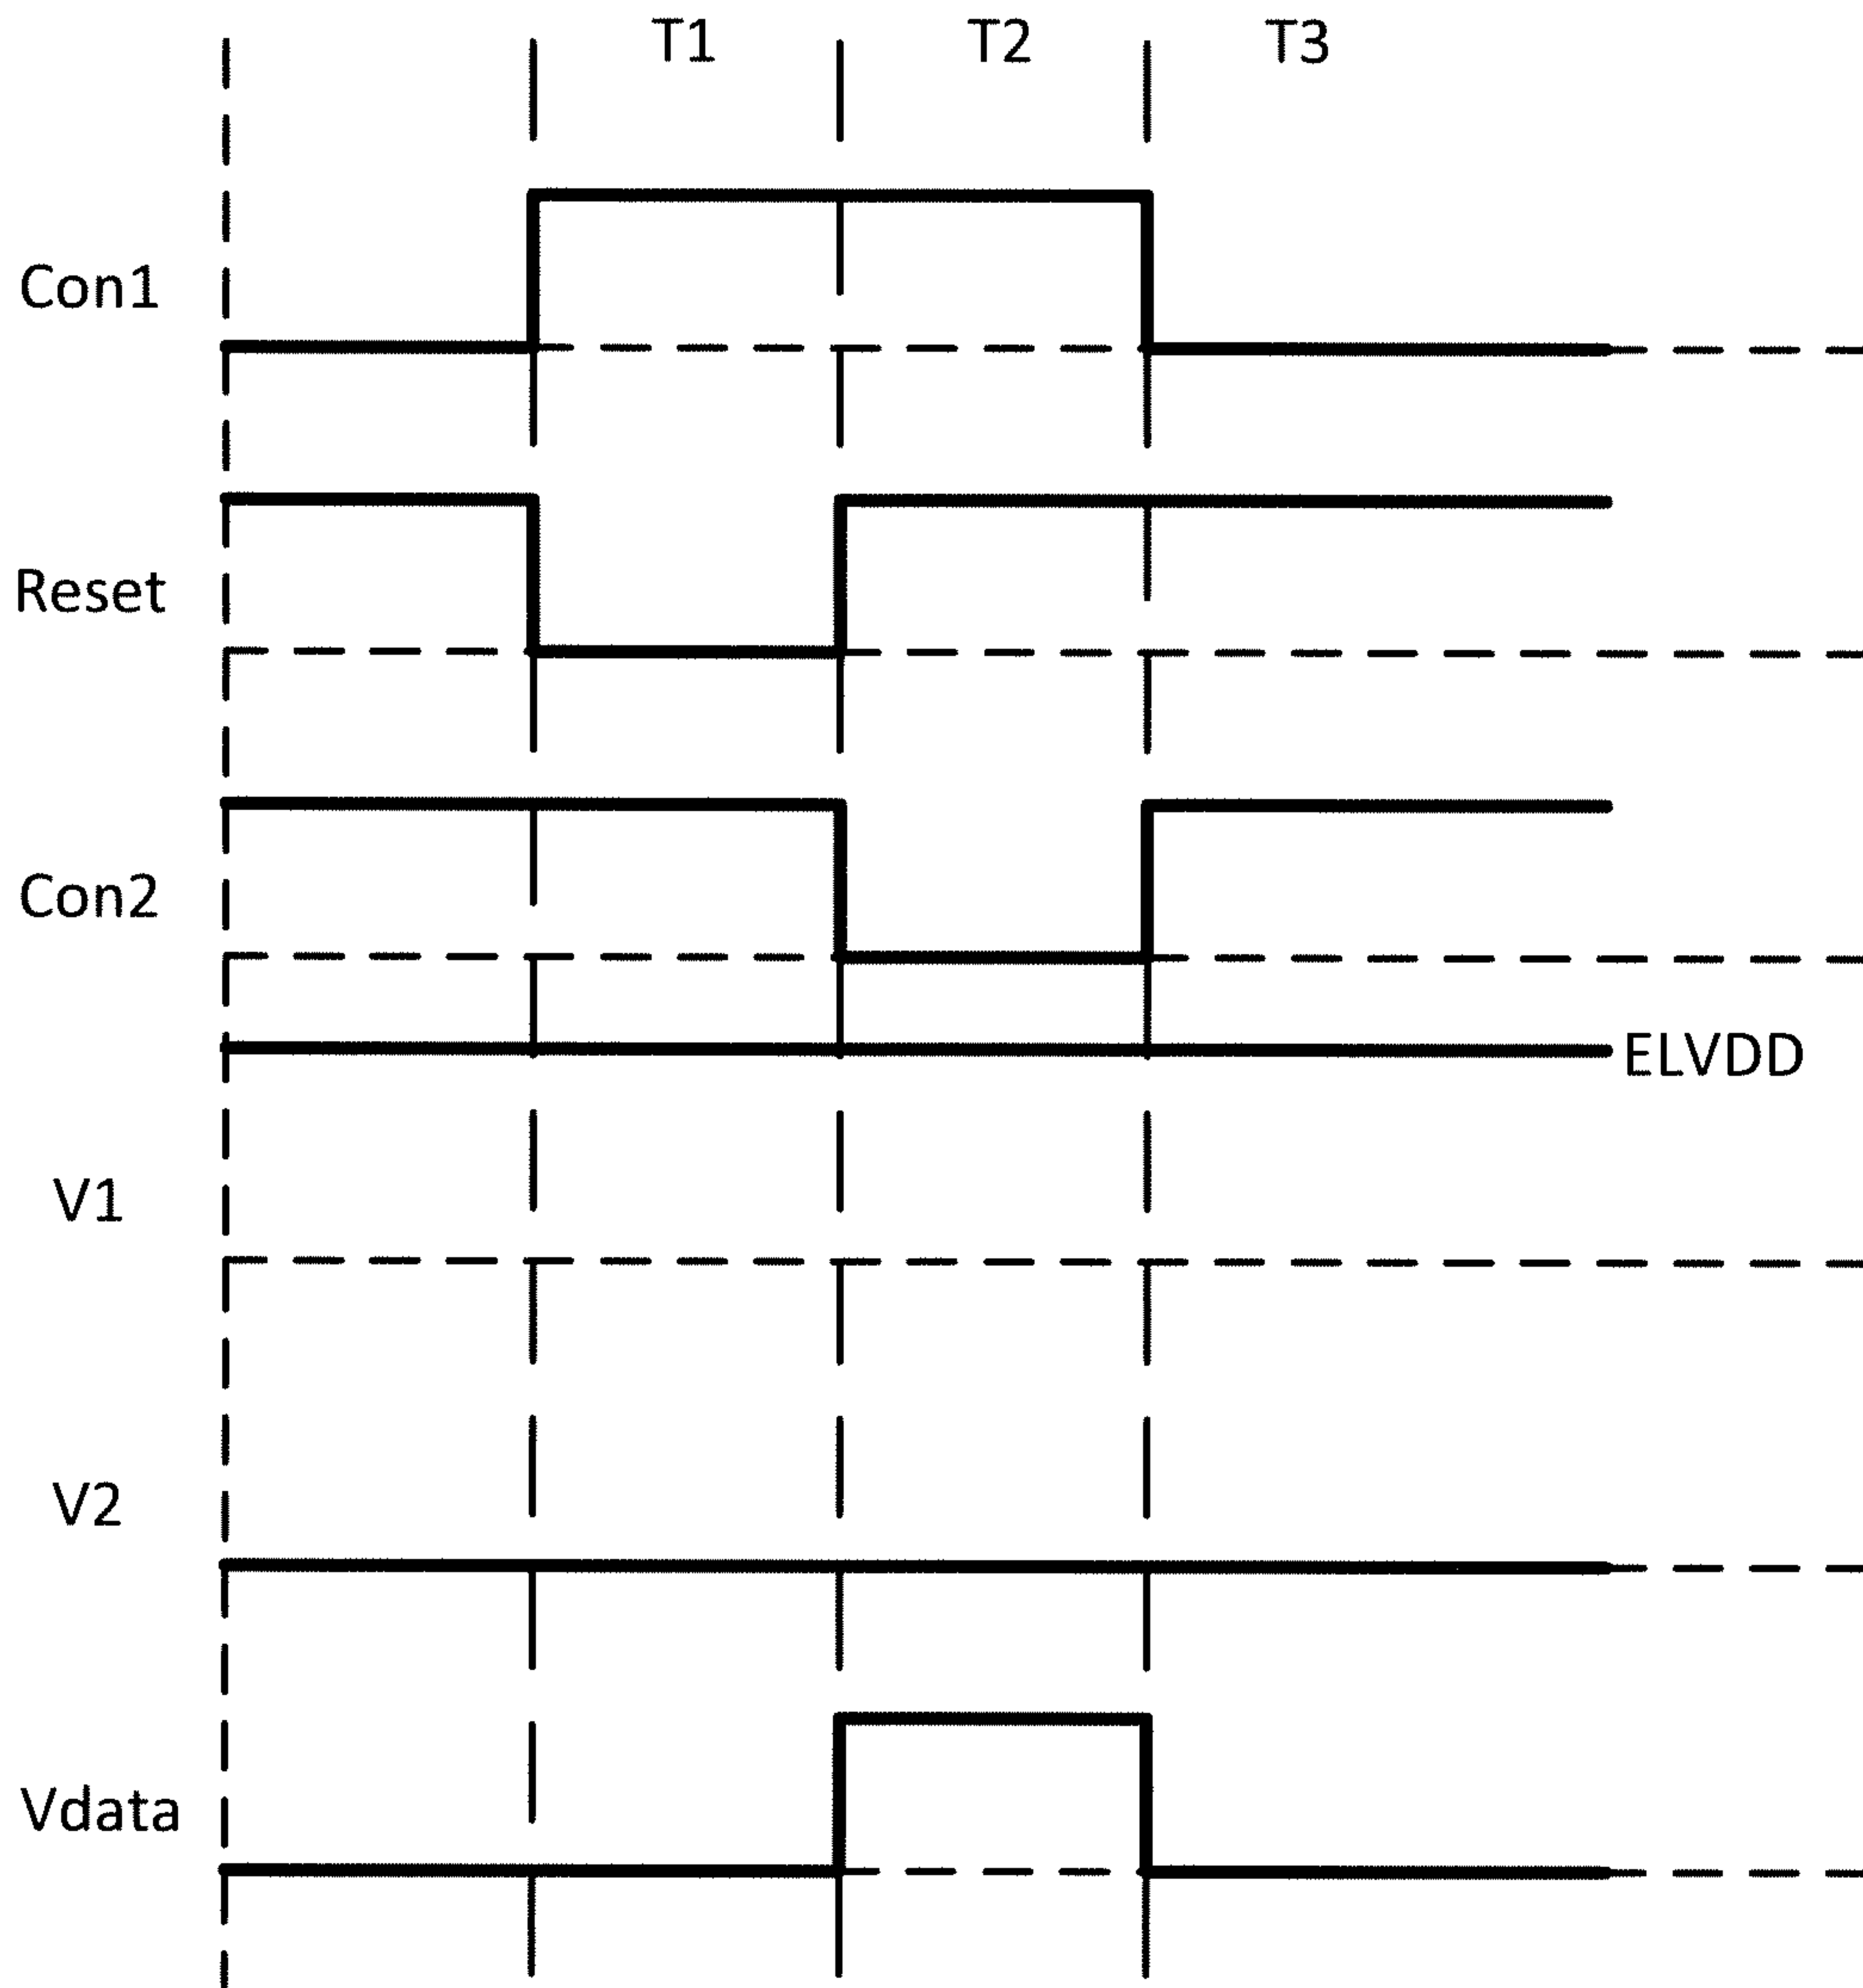 T1 T2 T3
Con1
Reset
Con2
ELVDD
V1
V2
Vdata